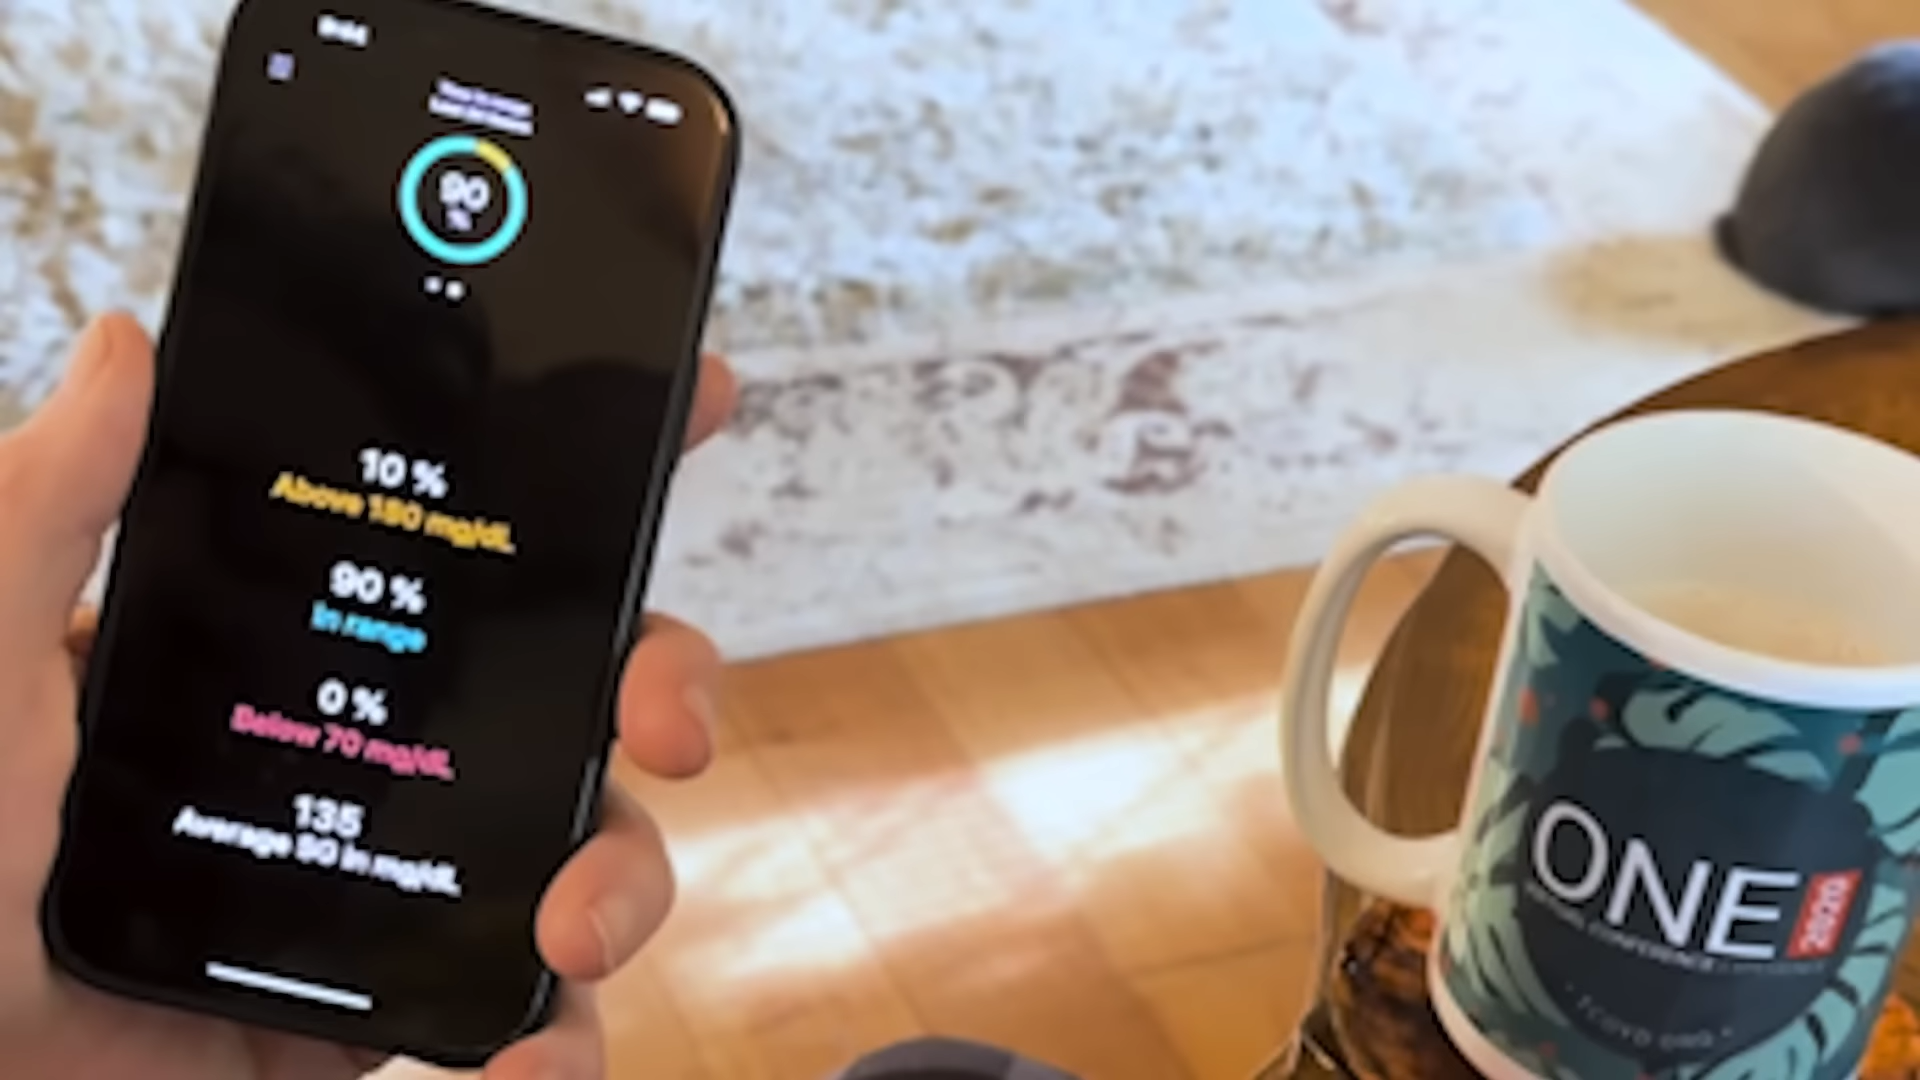 90
%
10 %
Above 180 mg/dL
90 %
In range
0 %
Below 70 mg/dL
135
Average BG in mg/dL
ONE 2020
CONFERENCE